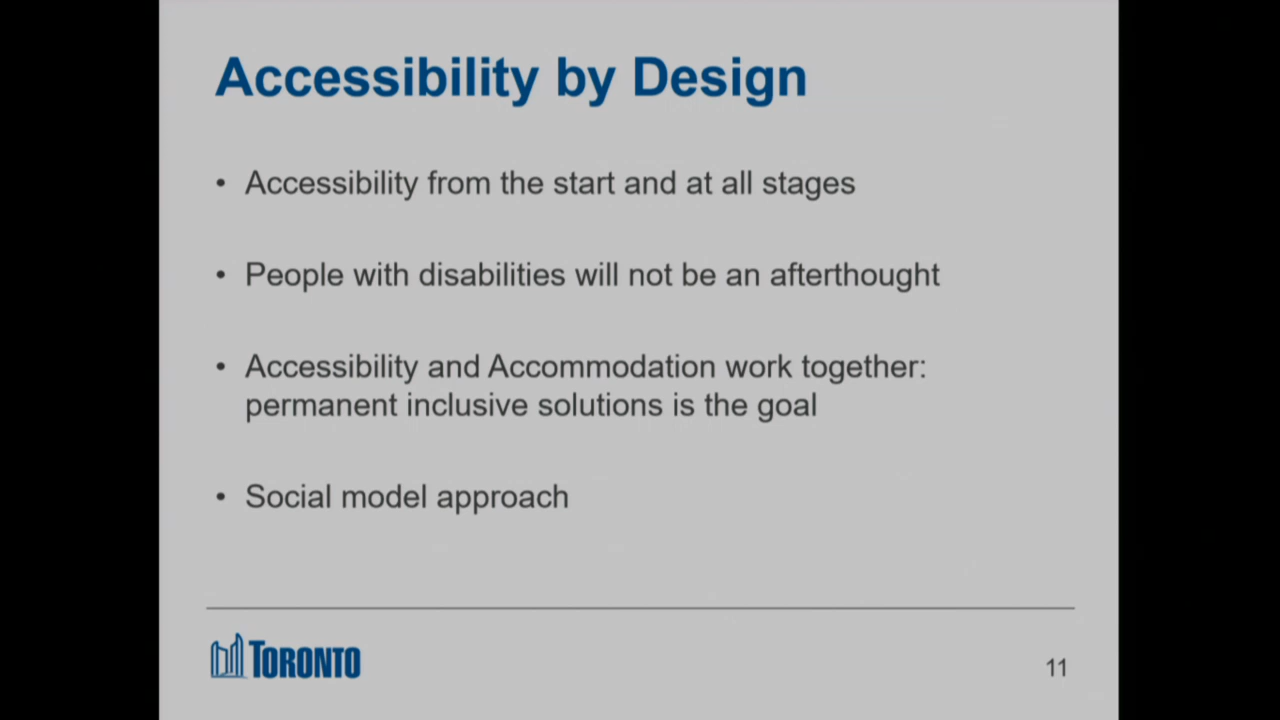 Accessibility by Design
• Accessibility from the start and at all stages
• People with disabilities will not be an afterthought
• Accessibility and Accommodation work together:
permanent inclusive solutions is the goal
• Social model approach
TORONTO
11